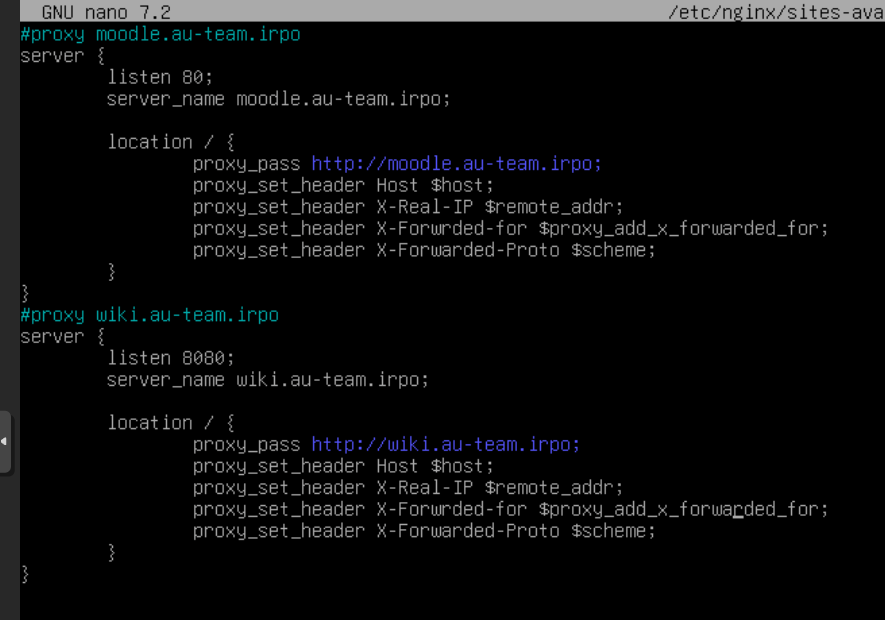 GNU nano 7.2 /etc/nginx/sites-ava
#proxy moodle.au-team.irpo
server {
listen 80;
server_name moodle.au-team.irpo;
location / {
proxy_pass http://moodle.au-team.irpo;
proxy_set_header Host $host;
proxy_set_header X-Real-IP $remote_addr;
proxy_set_header X-Forwrded-for $proxy_add_x_forwarded_for;
proxy_set_header X-Forwarded-Proto $scheme;
}
}
#proxy wiki.au-team.irpo
server {
listen 8080;
server_name wiki.au-team.irpo;
location / {
proxy_pass http://wiki.au-team.irpo;
proxy_set_header Host $host;
proxy_set_header X-Real-IP $remote_addr;
proxy_set_header X-Forwrded-for $proxy_add_x_forwarded_for;
proxy_set_header X-Forwarded-Proto $scheme;
}
}